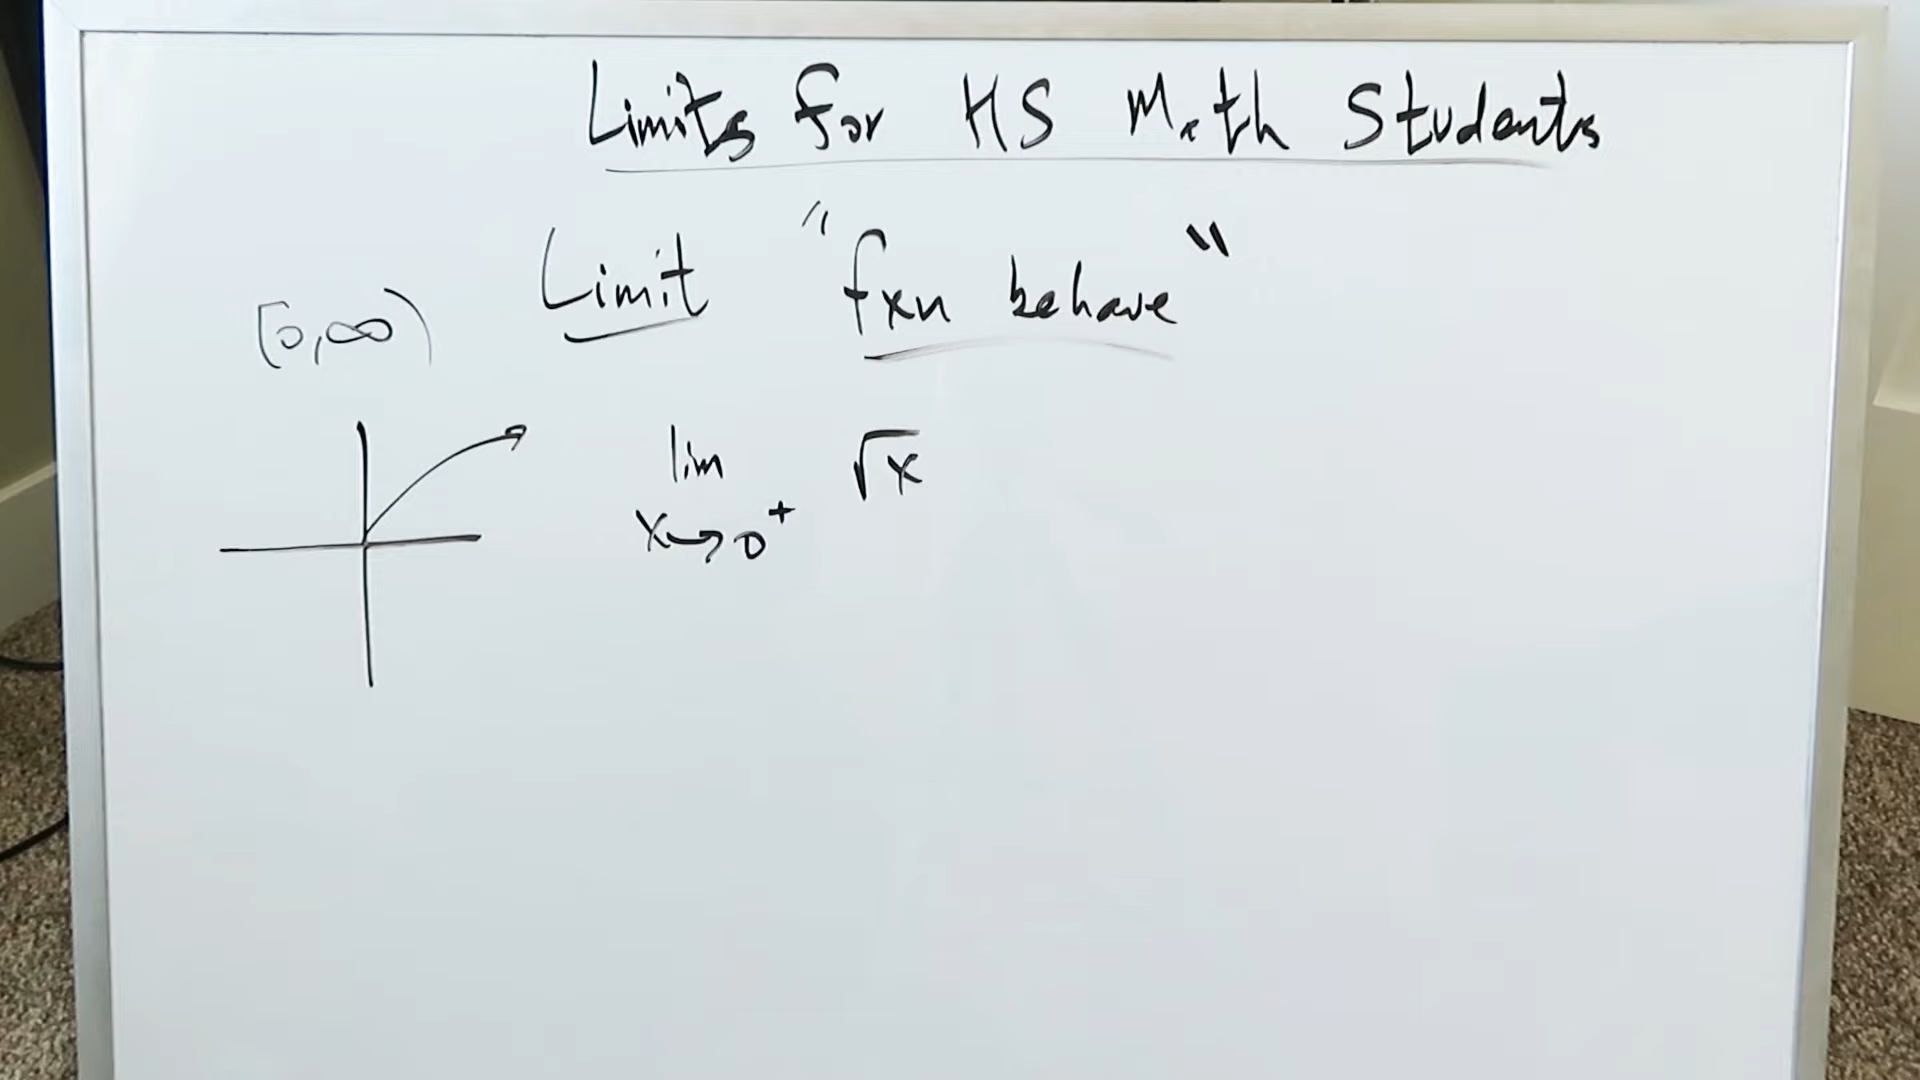 Limits for HS Math Students
Limit "fxn behave"
[0,∞)
lim √x
x→0⁺